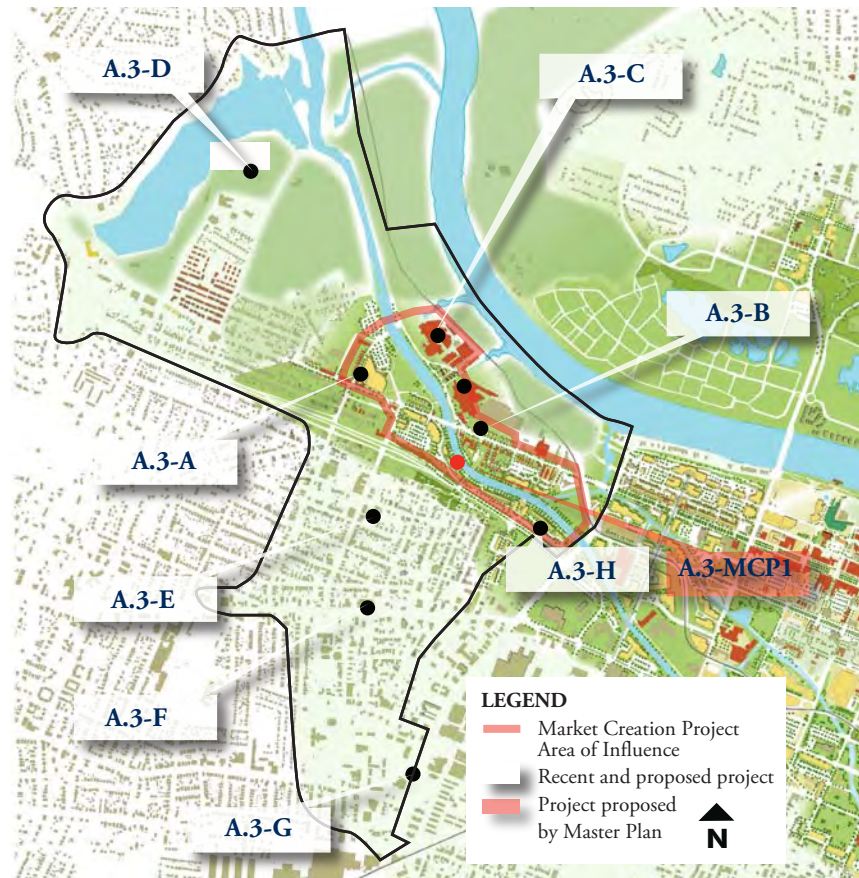 A.3-D
A.3-C
A.3-B
A.3-A
A.3-H
A.3-MCP1
A.3-E
A.3-F
A.3-G
LEGEND
Market Creation Project
Area of Influence
Recent and proposed project
Project proposed
by Master Plan
N